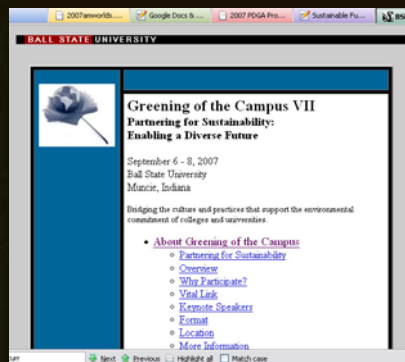 2007amworlds....
Google Docs & ...
2007 PDGA Pro...
Sustainable Fu...
BALL STATE UNIVERSITY
Greening of the Campus VII
Partnering for Sustainability:
Enabling a Diverse Future
September 6 - 8, 2007
Ball State University
Muncie, Indiana
Bridging the culture and practices that support the environmental
commitment of colleges and universities.
About Greening of the Campus
Partnering for Sustainability
Overview
Why Participate?
Vital Link
Keynote Speakers
Format
Location
More Information
Next Previous Highlight all Match case